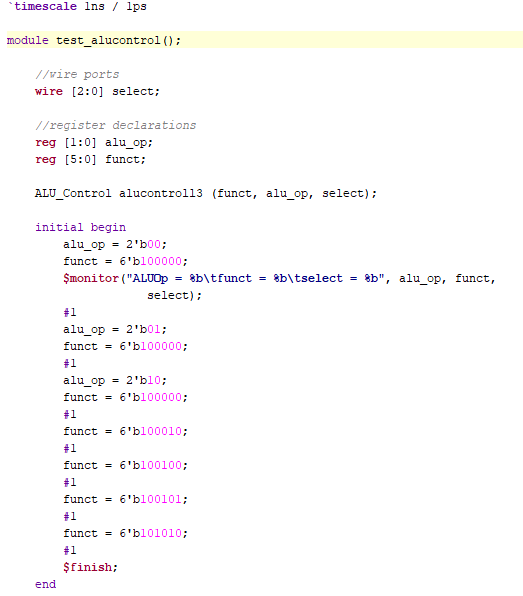 `timescale 1ns / 1ps
module test_alucontrol();
//wire ports
wire [2:0] select;
//register declarations
reg [1:0] alu_op;
reg [5:0] funct;
ALU_Control alucontrol13 (funct, alu_op, select);
initial begin
alu_op = 2'b00;
funct = 6'b100000;
$monitor("ALUOp = %b\tfunct = %b\tselect = %b", alu_op, funct,
select);
#1
alu_op = 2'b01;
funct = 6'b100000;
#1
alu_op = 2'b10;
funct = 6'b100000;
#1
funct = 6'b100010;
#1
funct = 6'b100100;
#1
funct = 6'b100101;
#1
funct = 6'b101010;
#1
$finish;
end